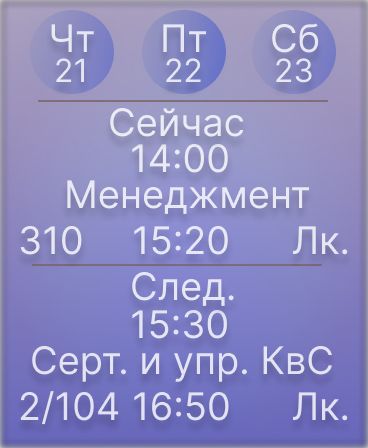 Чт Пт Сб
21 22 23
Сейчас
14:00
Менеджмент
310 15:20 Лк.
След.
15:30
Серт. и упр. КвС
2/104 16:50 Лк.